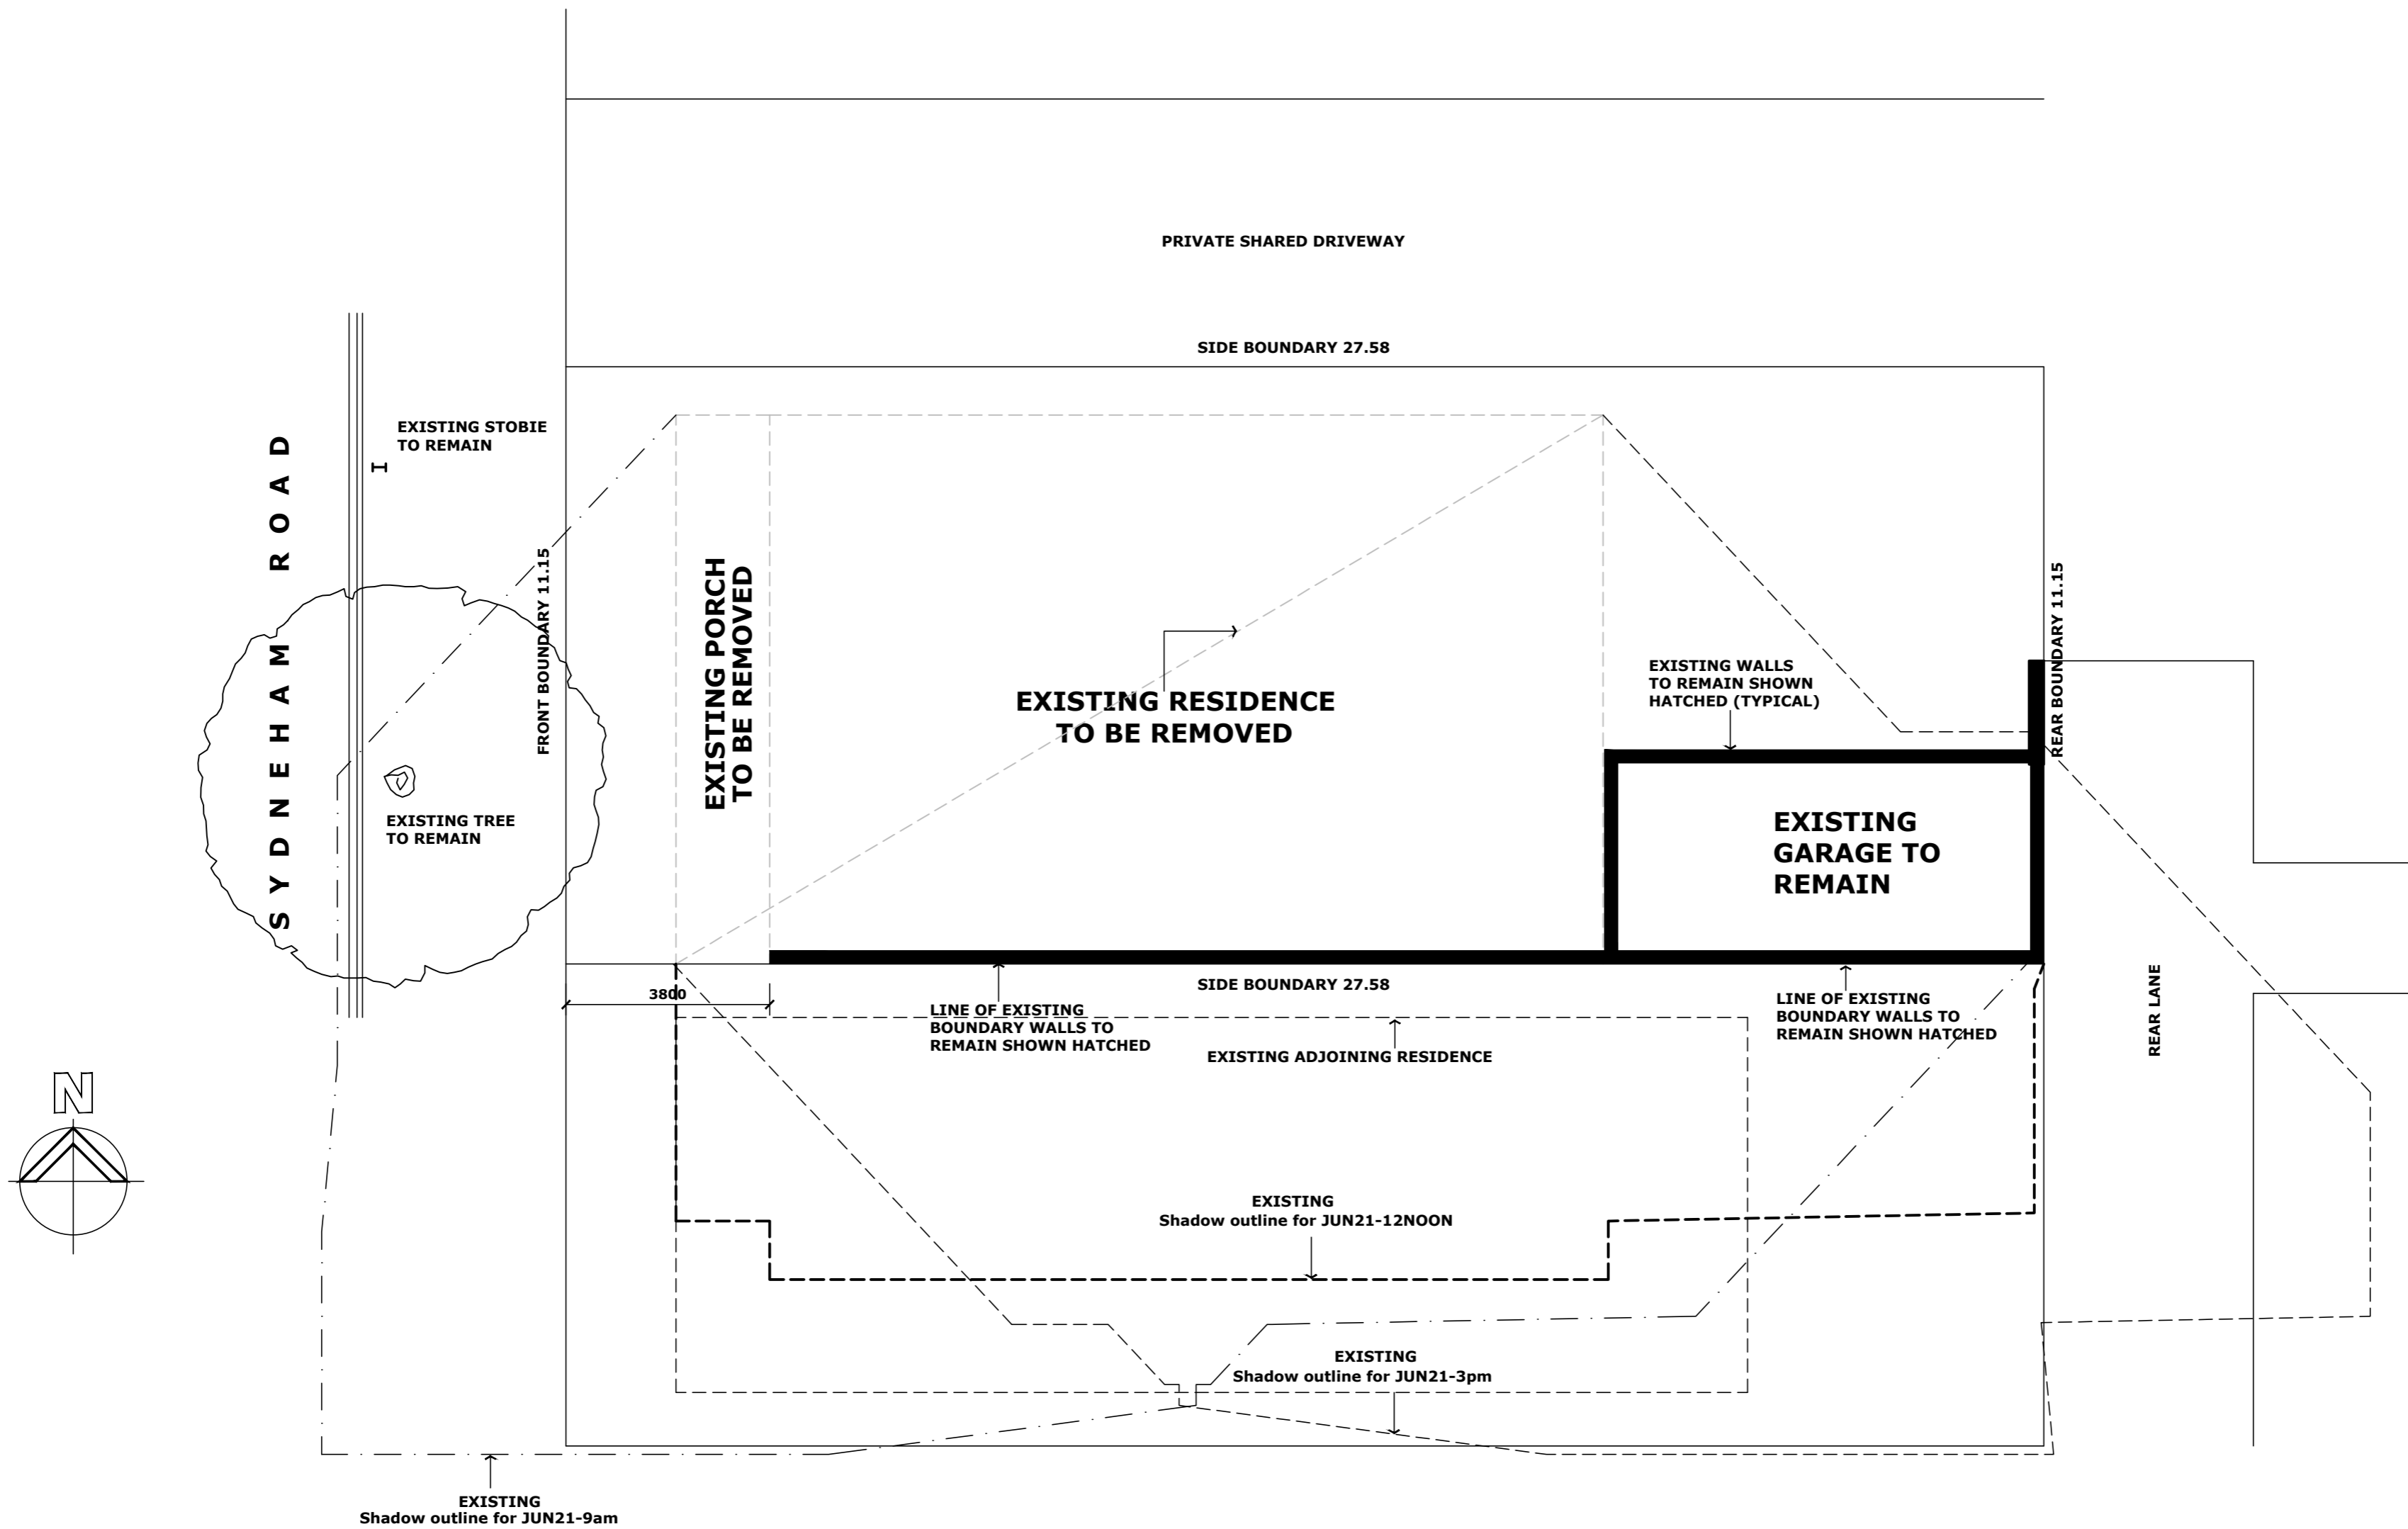 PRIVATE SHARED DRIVEWAY
SIDE BOUNDARY 27.58
EXISTING STOBIE
TO REMAIN
SYDNEHAM ROAD
FRONT BOUNDARY 11.15
EXISTING PORCH
TO BE REMOVED
EXISTING RESIDENCE
TO BE REMOVED
EXISTING WALLS
TO REMAIN SHOWN
HATCHED (TYPICAL)
REAR BOUNDARY 11.15
EXISTING TREE
TO REMAIN
EXISTING
GARAGE TO
REMAIN
3800
SIDE BOUNDARY 27.58
LINE OF EXISTING
BOUNDARY WALLS TO
REMAIN SHOWN HATCHED
LINE OF EXISTING
BOUNDARY WALLS TO
REMAIN SHOWN HATCHED
EXISTING ADJOINING RESIDENCE
REAR LANE
N
EXISTING
Shadow outline for JUN21-12NOON
EXISTING
Shadow outline for JUN21-3pm
EXISTING
Shadow outline for JUN21-9am